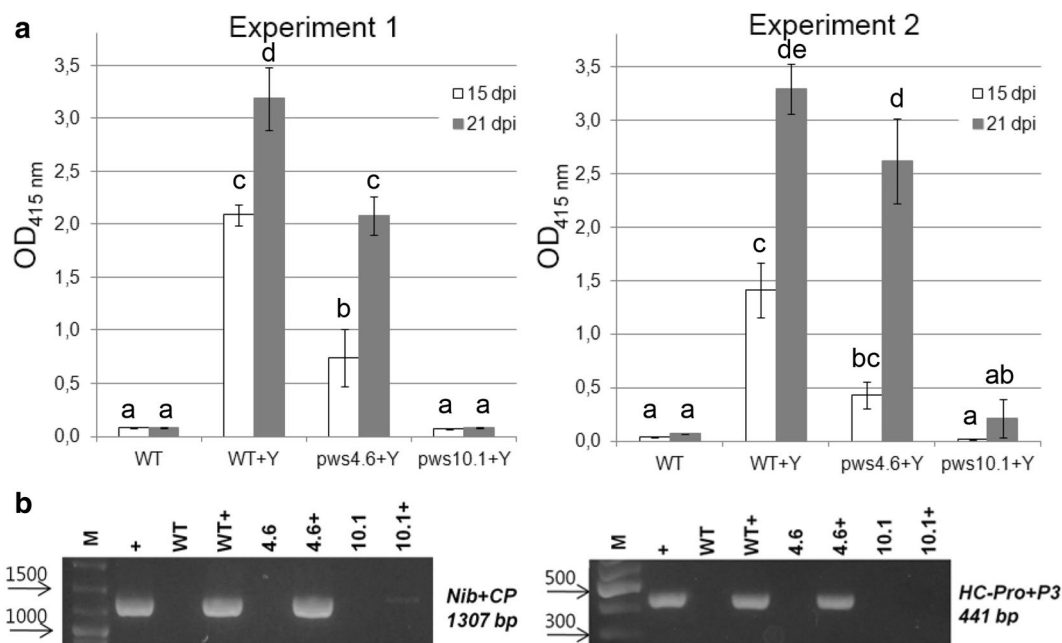 a
Experiment 1
Experiment 2
OD415 nm
3,5
3,0
2,5
2,0
1,5
1,0
0,5
0,0
15 dpi
21 dpi
a a c d b c a a
WT WT+Y pws4.6+Y pws10.1+Y
OD415 nm
3,5
3,0
2,5
2,0
1,5
1,0
0,5
0,0
15 dpi
21 dpi
a a c de bc d a ab
WT WT+Y pws4.6+Y pws10.1+Y
b
M + WT WT+ 4.6 4.6+ 10.1 10.1+
1500
1000
Nib+CP
1307 bp
M + WT WT+ 4.6 4.6+ 10.1 10.1+
500
300
HC-Pro+P3
441 bp